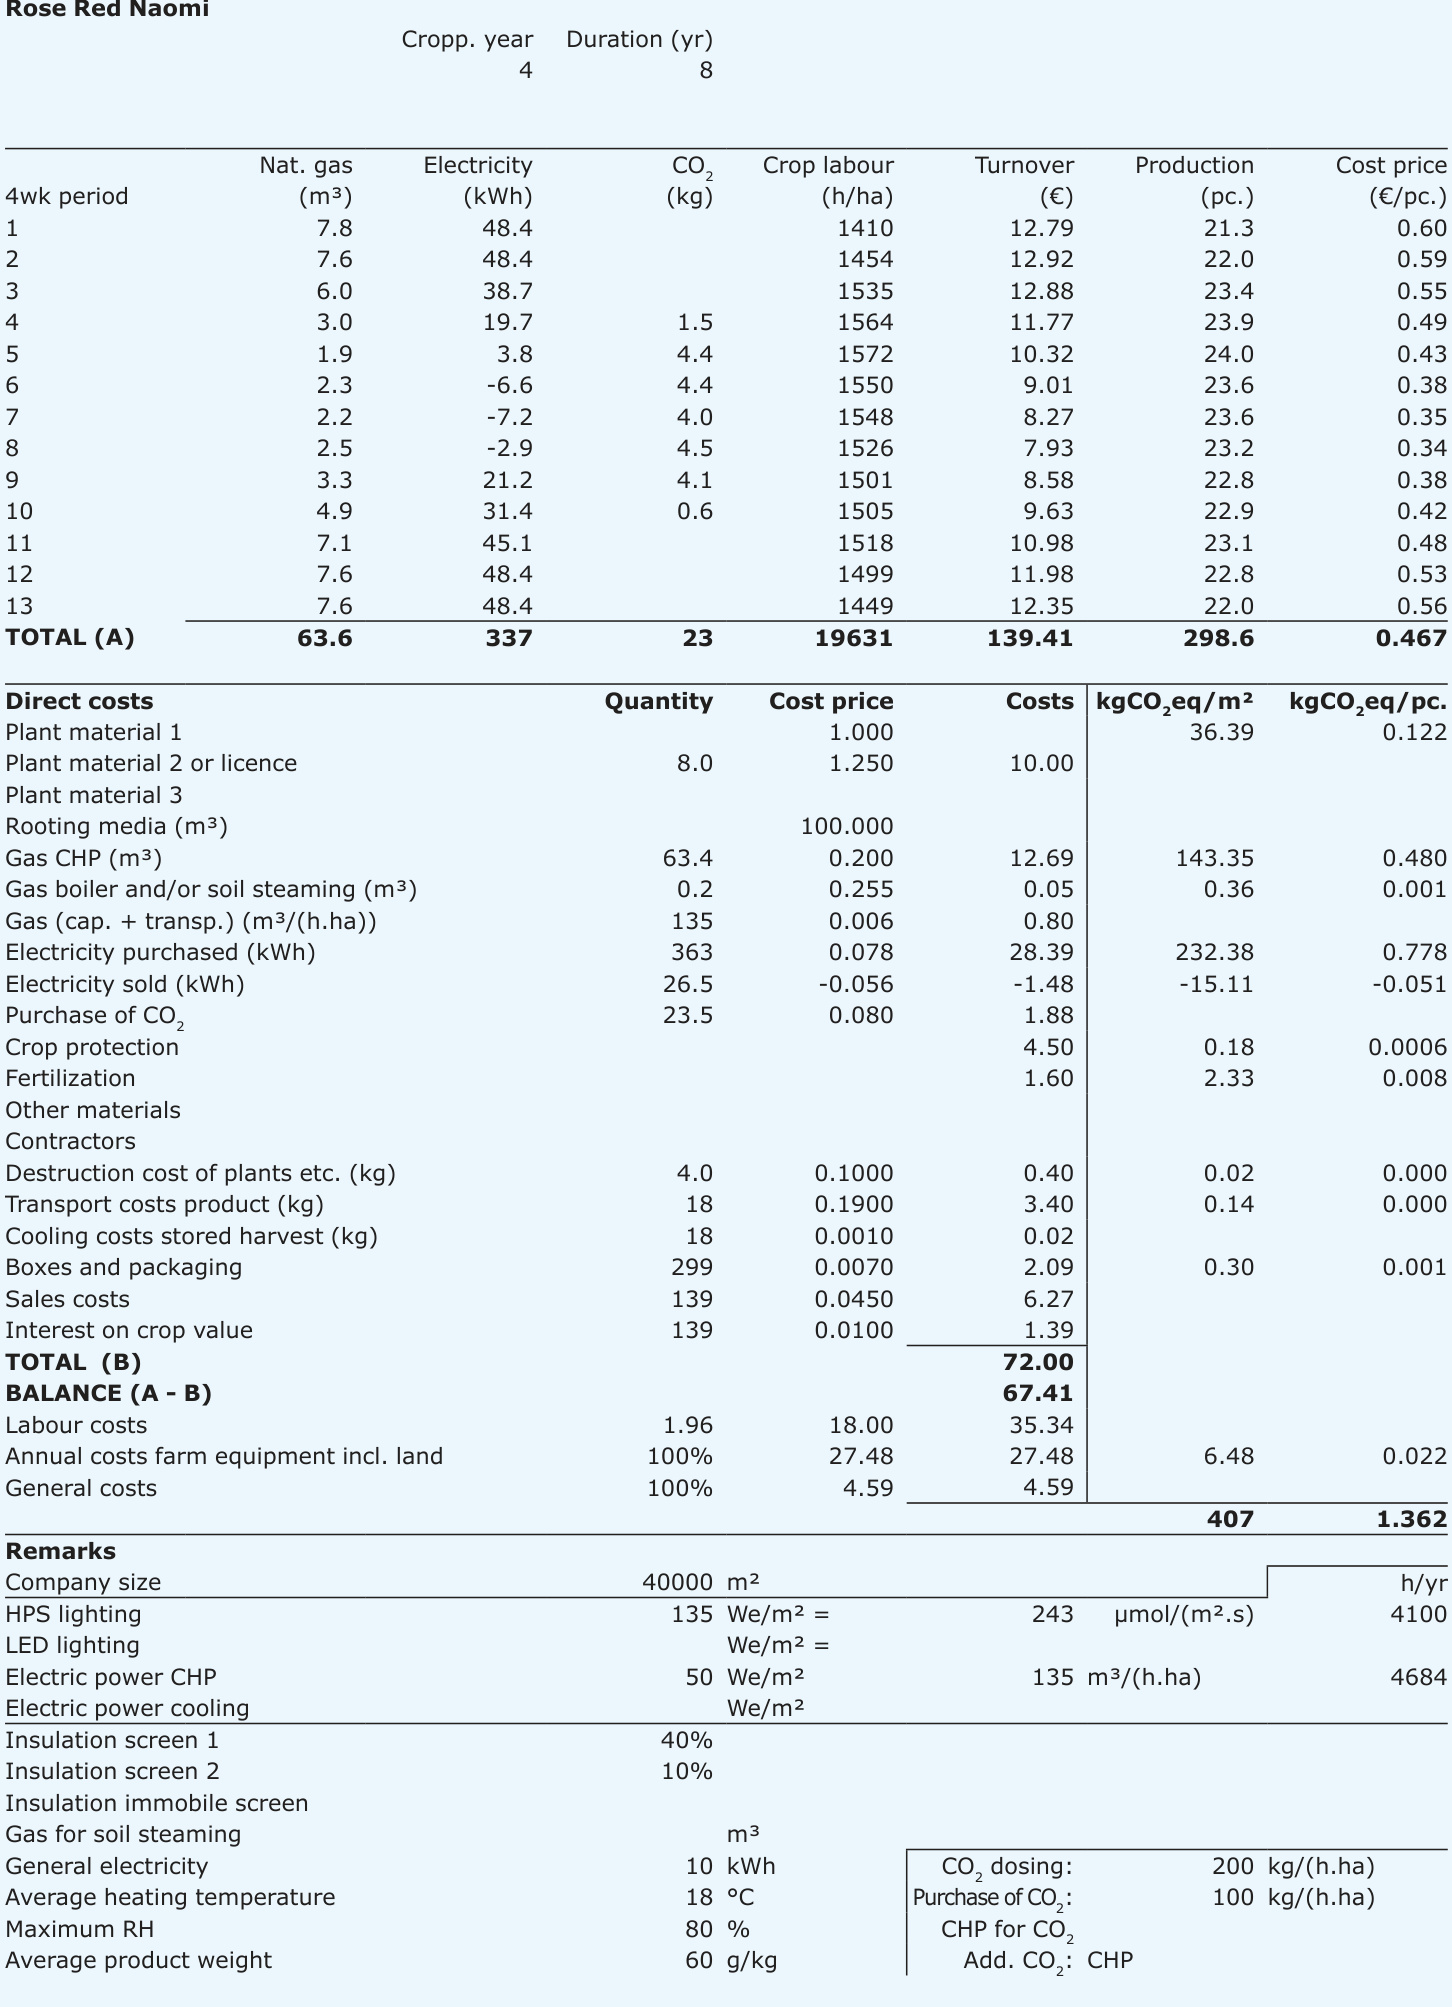 Rose Red Naomi
Cropp. year Duration (yr)
4 8
Nat. gas Electricity CO₂ Crop labour Turnover Production Cost price
4wk period (m³) (kWh) (kg) (h/ha) (€) (pc.) (€/pc.)
1 7.8 48.4 1410 12.79 21.3 0.60
2 7.6 48.4 1454 12.92 22.0 0.59
3 6.0 38.7 1535 12.88 23.4 0.55
4 3.0 19.7 1.5 1564 11.77 23.9 0.49
5 1.9 3.8 4.4 1572 10.32 24.0 0.43
6 2.3 -6.6 4.4 1550 9.01 23.6 0.38
7 2.2 -7.2 4.0 1548 8.27 23.6 0.35
8 2.5 -2.9 4.5 1526 7.93 23.2 0.34
9 3.3 21.2 4.1 1501 8.58 22.8 0.38
10 4.9 31.4 0.6 1505 9.63 22.9 0.42
11 7.1 45.1 1518 10.98 23.1 0.48
12 7.6 48.4 1499 11.98 22.8 0.53
13 7.6 48.4 1449 12.35 22.0 0.56
TOTAL (A) 63.6 337 23 19631 139.41 298.6 0.467
Direct costs Quantity Cost price Costs kgCO₂eq/m² kgCO₂eq/pc.
Plant material 1 1.000 36.39 0.122
Plant material 2 or licence 8.0 1.250 10.00
Plant material 3
Rooting media (m³) 100.000
Gas CHP (m³) 63.4 0.200 12.69 143.35 0.480
Gas boiler and/or soil steaming (m³) 0.2 0.255 0.05 0.36 0.001
Gas (cap. + transp.) (m³/(h.ha)) 135 0.006 0.80
Electricity purchased (kWh) 363 0.078 28.39 232.38 0.778
Electricity sold (kWh) 26.5 -0.056 -1.48 -15.11 -0.051
Purchase of CO₂ 23.5 0.080 1.88
Crop protection 4.50 0.18 0.0006
Fertilization 1.60 2.33 0.008
Other materials
Contractors
Destruction cost of plants etc. (kg) 4.0 0.1000 0.40 0.02 0.000
Transport costs product (kg) 18 0.1900 3.40 0.14 0.000
Cooling costs stored harvest (kg) 18 0.0010 0.02
Boxes and packaging 299 0.0070 2.09 0.30 0.001
Sales costs 139 0.0450 6.27
Interest on crop value 139 0.0100 1.39
TOTAL (B) 72.00
BALANCE (A - B) 67.41
Labour costs 1.96 18.00 35.34
Annual costs farm equipment incl. land 100% 27.48 27.48 6.48 0.022
General costs 100% 4.59 4.59
407 1.362
Remarks
Company size 40000 m² h/yr
HPS lighting 135 We/m² = 243 µmol/(m².s) 4100
LED lighting We/m² =
Electric power CHP 50 We/m² 135 m³/(h.ha) 4684
Electric power cooling We/m²
Insulation screen 1 40%
Insulation screen 2 10%
Insulation immobile screen
Gas for soil steaming m³
General electricity 10 kWh CO₂ dosing: 200 kg/(h.ha)
Average heating temperature 18 °C Purchase of CO₂: 100 kg/(h.ha)
Maximum RH 80 % CHP for CO₂
Average product weight 60 g/kg Add. CO₂: CHP